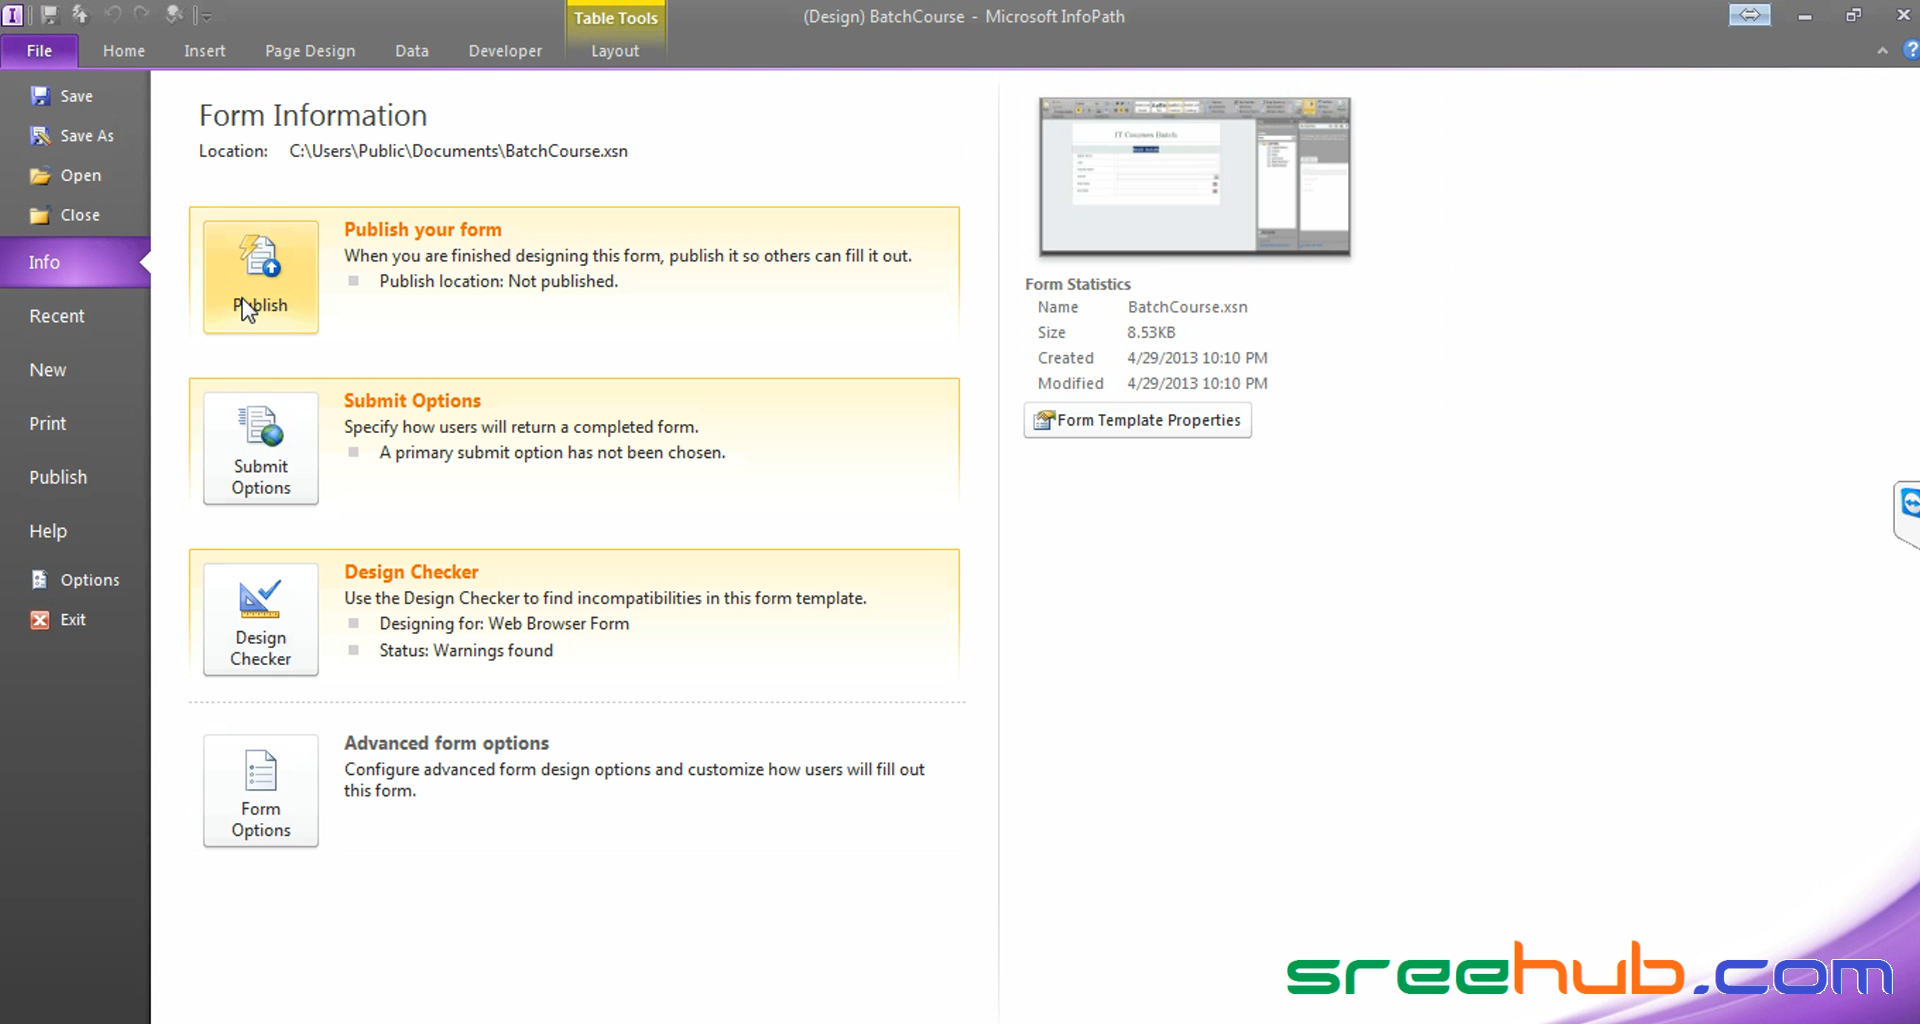 Table Tools
(Design) BatchCourse - Microsoft InfoPath
File
Home
Insert
Page Design
Data
Developer
Layout
Save
Save As
Open
Close
Info
Recent
New
Print
Publish
Help
Options
Exit
Form Information
Location: C:\Users\Public\Documents\BatchCourse.xsn
Publish
Publish your form
When you are finished designing this form, publish it so others can fill it out.
Publish location: Not published.
Submit
Options
Submit Options
Specify how users will return a completed form.
A primary submit option has not been chosen.
Design
Checker
Design Checker
Use the Design Checker to find incompatibilities in this form template.
Designing for: Web Browser Form
Status: Warnings found
Form
Options
Advanced form options
Configure advanced form design options and customize how users will fill out
this form.
IT Courses Batch
Form Statistics
Name BatchCourse.xsn
Size 8.53KB
Created 4/29/2013 10:10 PM
Modified 4/29/2013 10:10 PM
Form Template Properties
sreehub.com